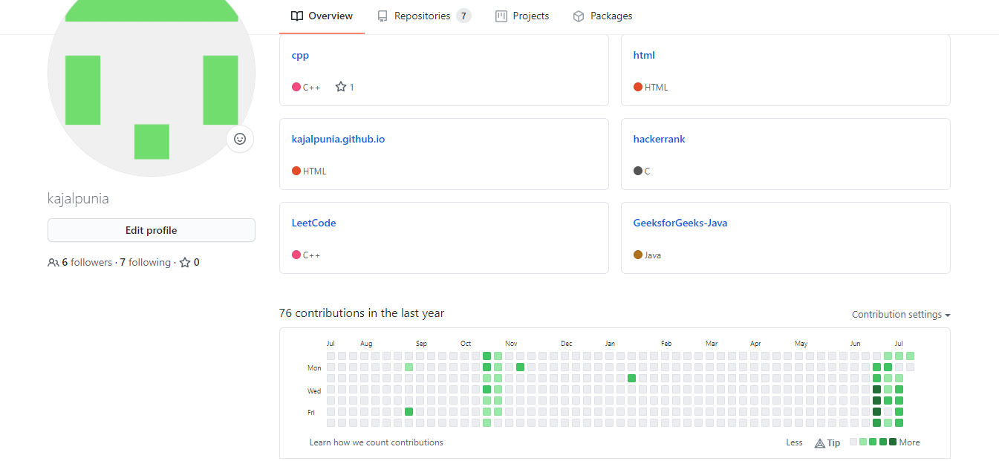 Overview Repositories 7 Projects Packages
cpp
C++ 1
html
HTML
kajalpunia.github.io
HTML
hackerrank
C
LeetCode
C++
GeeksforGeeks-Java
Java
kajalpunia
Edit profile
6 followers · 7 following · 0
76 contributions in the last year
Contribution settings
Jul Aug Sep Oct Nov Dec Jan Feb Mar Apr May Jun Jul
Mon
Wed
Fri
Learn how we count contributions
Less Tip More